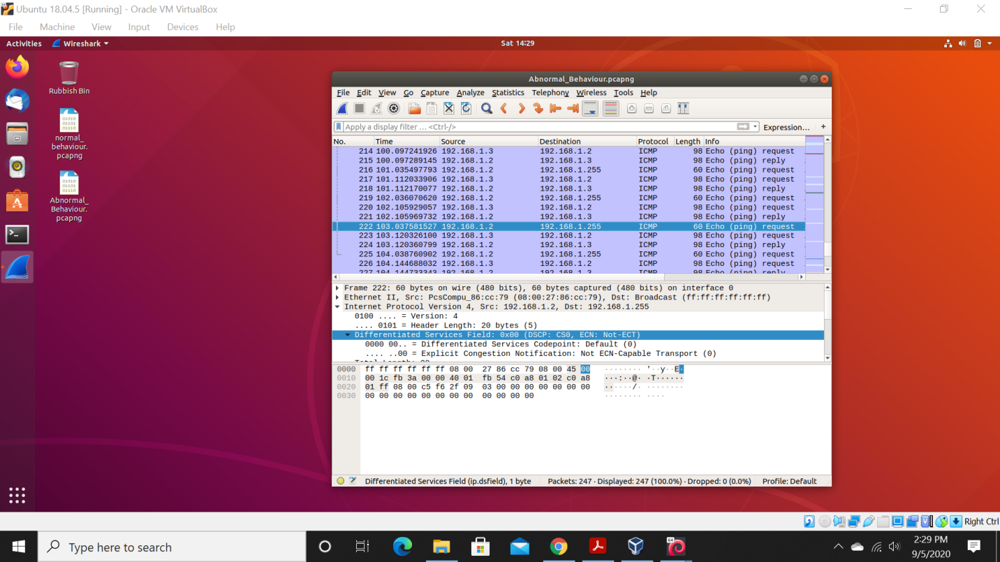 Ubuntu 18.04.5 [Running] - Oracle VM VirtualBox
File Machine View Input Devices Help
Activities Wireshark Sat 14:29
Rubbish Bin
normal_
behaviour.
pcapng
Abnormal_
Behaviour.
pcapng
Abnormal_Behaviour.pcapng
File Edit View Go Capture Analyze Statistics Telephony Wireless Tools Help
Apply a display filter ... <Ctrl-/> Expression... +
No. Time Source Destination Protocol Length Info
214 100.097241926 192.168.1.3 192.168.1.2 ICMP 98 Echo (ping) request
215 100.097289145 192.168.1.2 192.168.1.3 ICMP 98 Echo (ping) reply
216 101.035497793 192.168.1.2 192.168.1.255 ICMP 60 Echo (ping) request
217 101.112033906 192.168.1.3 192.168.1.2 ICMP 98 Echo (ping) request
218 101.112170077 192.168.1.2 192.168.1.3 ICMP 98 Echo (ping) reply
219 102.036070620 192.168.1.2 192.168.1.255 ICMP 60 Echo (ping) request
220 102.105929057 192.168.1.3 192.168.1.2 ICMP 98 Echo (ping) request
221 102.105969732 192.168.1.2 192.168.1.3 ICMP 98 Echo (ping) reply
222 103.037581527 192.168.1.2 192.168.1.255 ICMP 60 Echo (ping) request
223 103.120326100 192.168.1.3 192.168.1.2 ICMP 98 Echo (ping) request
224 103.120360799 192.168.1.2 192.168.1.3 ICMP 98 Echo (ping) reply
225 104.038760902 192.168.1.2 192.168.1.255 ICMP 60 Echo (ping) request
226 104.144688032 192.168.1.3 192.168.1.2 ICMP 98 Echo (ping) request
227 104.144733343 192.168.1.2 192.168.1.3 ICMP 98 Echo (ping) reply
Frame 222: 60 bytes on wire (480 bits), 60 bytes captured (480 bits) on interface 0
Ethernet II, Src: PcsCompu_86:cc:79 (08:00:27:86:cc:79), Dst: Broadcast (ff:ff:ff:ff:ff:ff)
Internet Protocol Version 4, Src: 192.168.1.2, Dst: 192.168.1.255
0100 .... = Version: 4
.... 0101 = Header Length: 20 bytes (5)
Differentiated Services Field: 0x00 (DSCP: CS0, ECN: Not-ECT)
0000 00.. = Differentiated Services Codepoint: Default (0)
.... ..00 = Explicit Congestion Notification: Not ECN-Capable Transport (0)
Total Length: 28
0000 ff ff ff ff ff ff 08 00 27 86 cc 79 08 00 45 00 ········ '··y··E·
0010 00 1c fb 3a 00 00 40 01 fb 54 c0 a8 01 02 c0 a8 ···:··@· ·T······
0020 01 ff 08 00 c5 f6 2f 09 03 00 00 00 00 00 00 00 ······/· ········
0030 00 00 00 00 00 00 00 00 00 00 00 00 ········ ····
Differentiated Services Field (ip.dsfield), 1 byte Packets: 247 · Displayed: 247 (100.0%) · Dropped: 0 (0.0%) Profile: Default
Right Ctrl
Type here to search
64
2:29 PM
9/5/2020